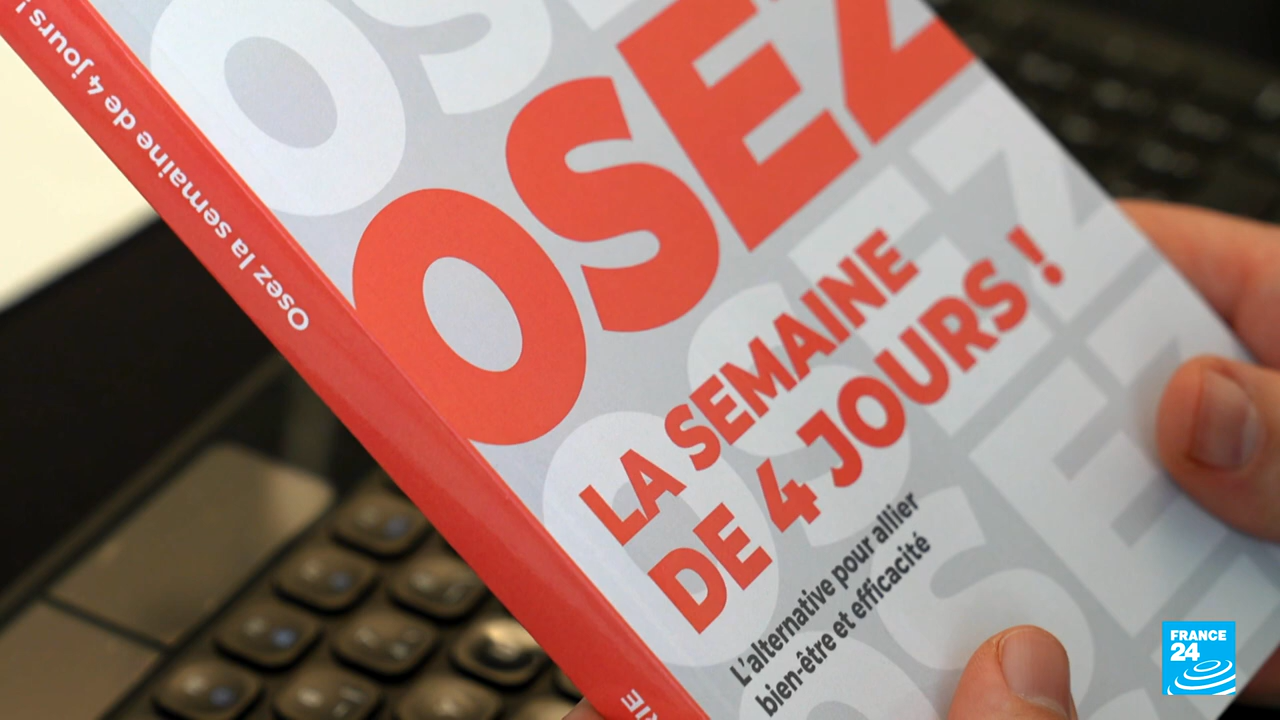 OSEZ
OSEZ
LA SEMAINE
DE 4 JOURS !
L'alternative pour allier
bien-être et efficacité
Osez la semaine de 4 jours !
FRANCE
24